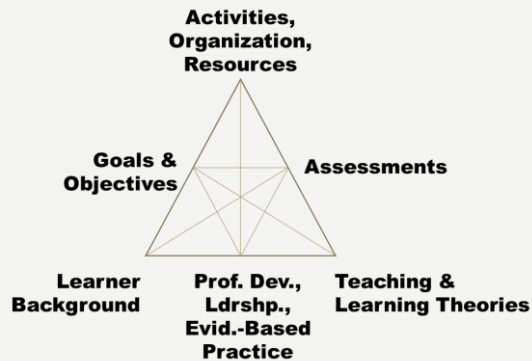 Activities,
Organization,
Resources
Goals &
Objectives
Assessments
Learner
Background
Prof. Dev.,
Ldrshp.,
Evid.-Based
Practice
Teaching &
Learning Theories